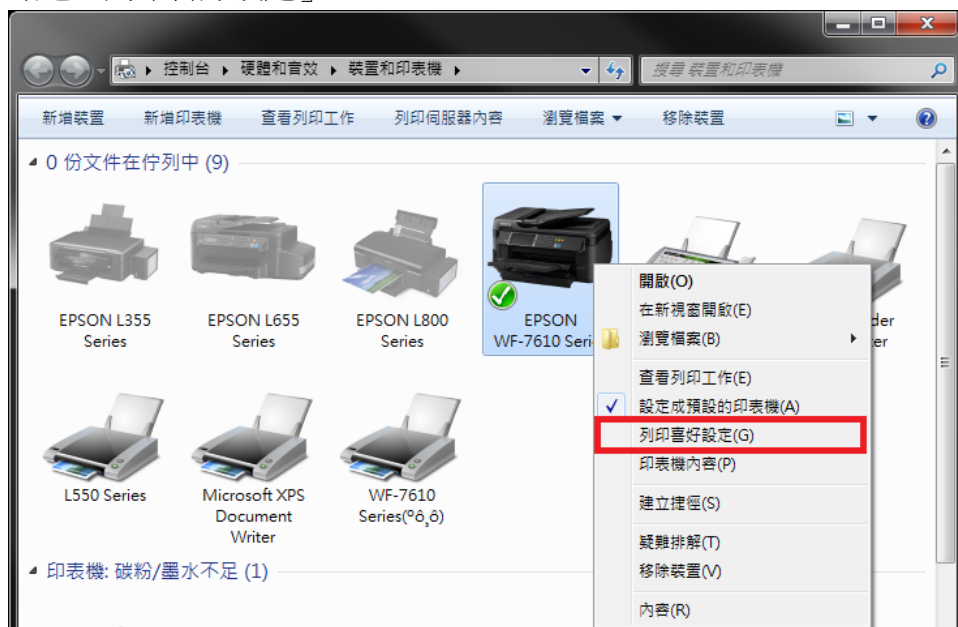 控制台 ▸ 硬體和音效 ▸ 裝置和印表機 ▸
搜尋 裝置和印表機
新增裝置 新增印表機 查看列印工作 列印伺服器內容 瀏覽檔案 移除裝置
0 份文件在佇列中 (9)
EPSON L355
Series
EPSON L655
Series
EPSON L800
Series
EPSON
WF-7610 Seri
der
ter
L550 Series
Microsoft XPS
Document
Writer
WF-7610
Series(ºô¸ô)
開啟(O)
在新視窗開啟(E)
瀏覽檔案(B)
查看列印工作(E)
設定成預設的印表機(A)
列印喜好設定(G)
印表機內容(P)
建立捷徑(S)
疑難排解(T)
移除裝置(V)
內容(R)
印表機: 碳粉/墨水不足 (1)